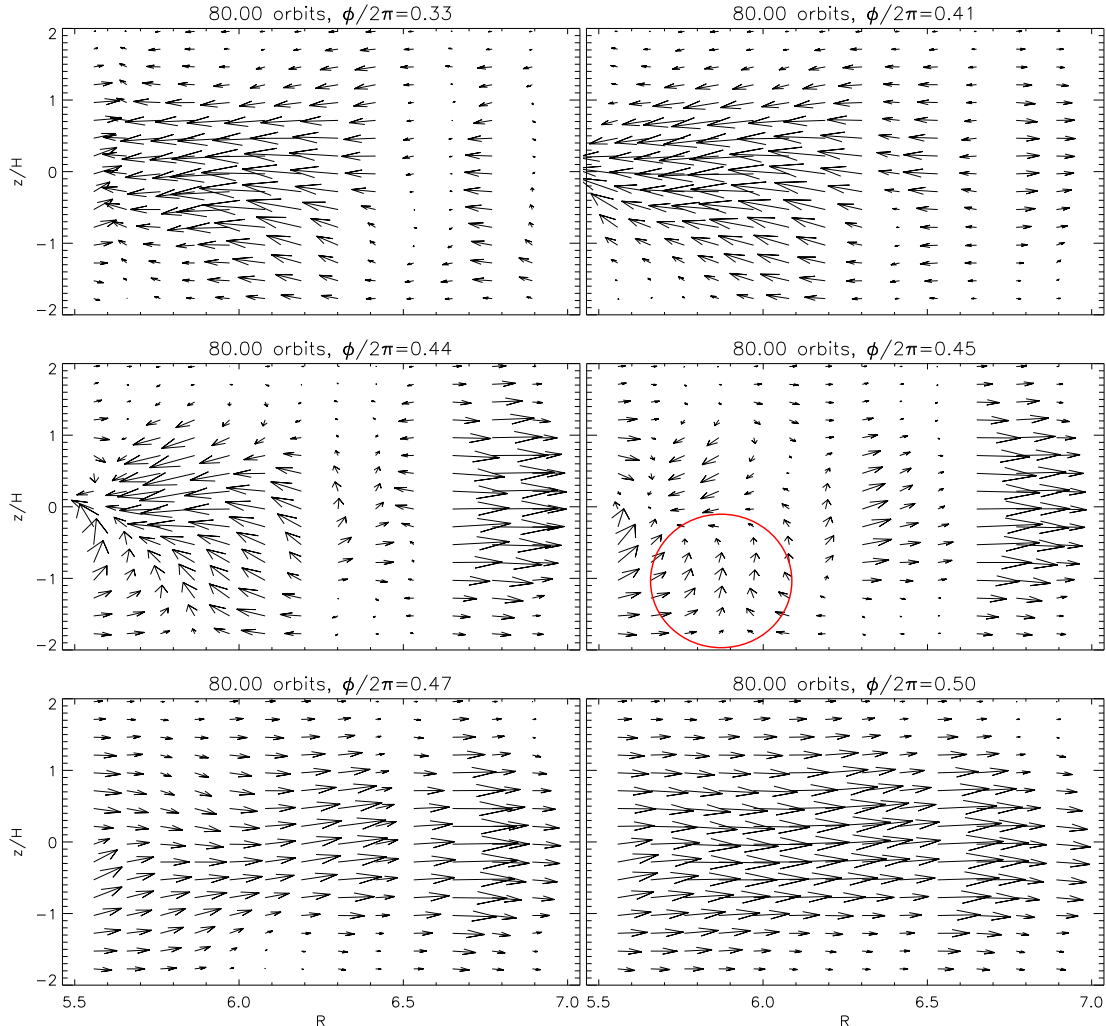 80.00 orbits, ϕ/2π=0.33
80.00 orbits, ϕ/2π=0.41
2
1
0
-1
-2
z/H
80.00 orbits, ϕ/2π=0.44
80.00 orbits, ϕ/2π=0.45
2
1
0
-1
-2
z/H
80.00 orbits, ϕ/2π=0.47
80.00 orbits, ϕ/2π=0.50
2
1
0
-1
-2
z/H
5.5 6.0 6.5 7.0
5.5 6.0 6.5 7.0
R
R